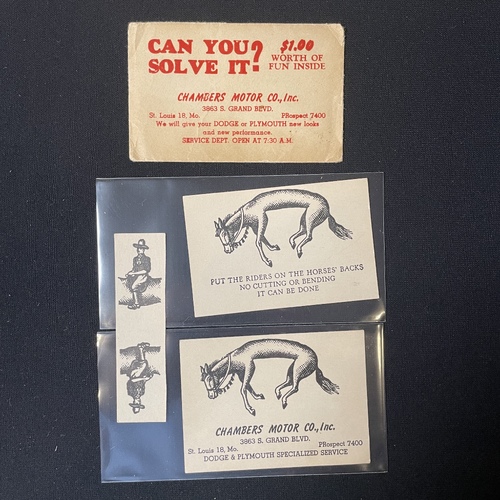 CAN YOU
SOLVE IT?
$1.00
WORTH OF
FUN INSIDE
CHAMBERS MOTOR CO., Inc.
3863 S. GRAND BLVD.
St. Louis 18, Mo. PRospect 7400
We will give your DODGE or PLYMOUTH new looks
and new performance.
SERVICE DEPT. OPEN AT 7:30 A.M.
PUT THE RIDERS ON THE HORSES' BACKS
NO CUTTING OR BENDING
IT CAN BE DONE
CHAMBERS MOTOR CO., Inc.
3863 S. GRAND BLVD.
St. Louis 18, Mo. PRospect 7400
DODGE & PLYMOUTH SPECIALIZED SERVICE